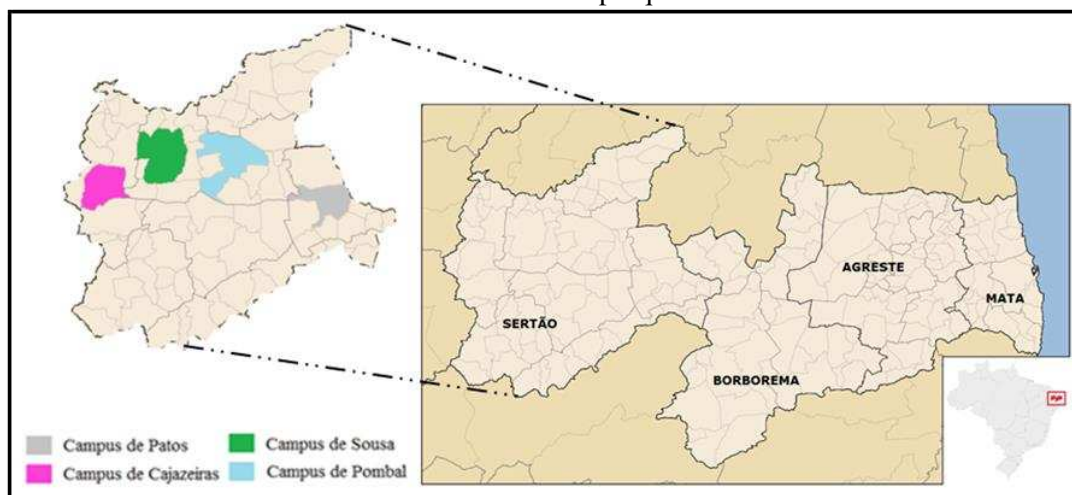 SERTÃO
AGRESTE
MATA
BORBOREMA
Campus de Patos
Campus de Sousa
Campus de Cajazeiras
Campus de Pombal